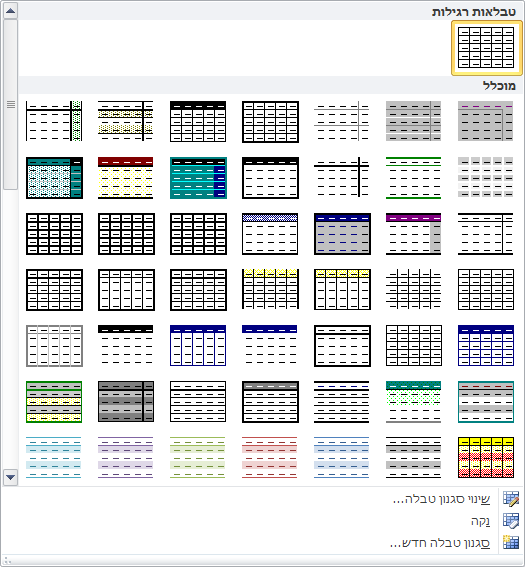 טבלאות רגילות
מוכלל
שינוי סגנון טבלה...
נקה
סגנון טבלה חדש...